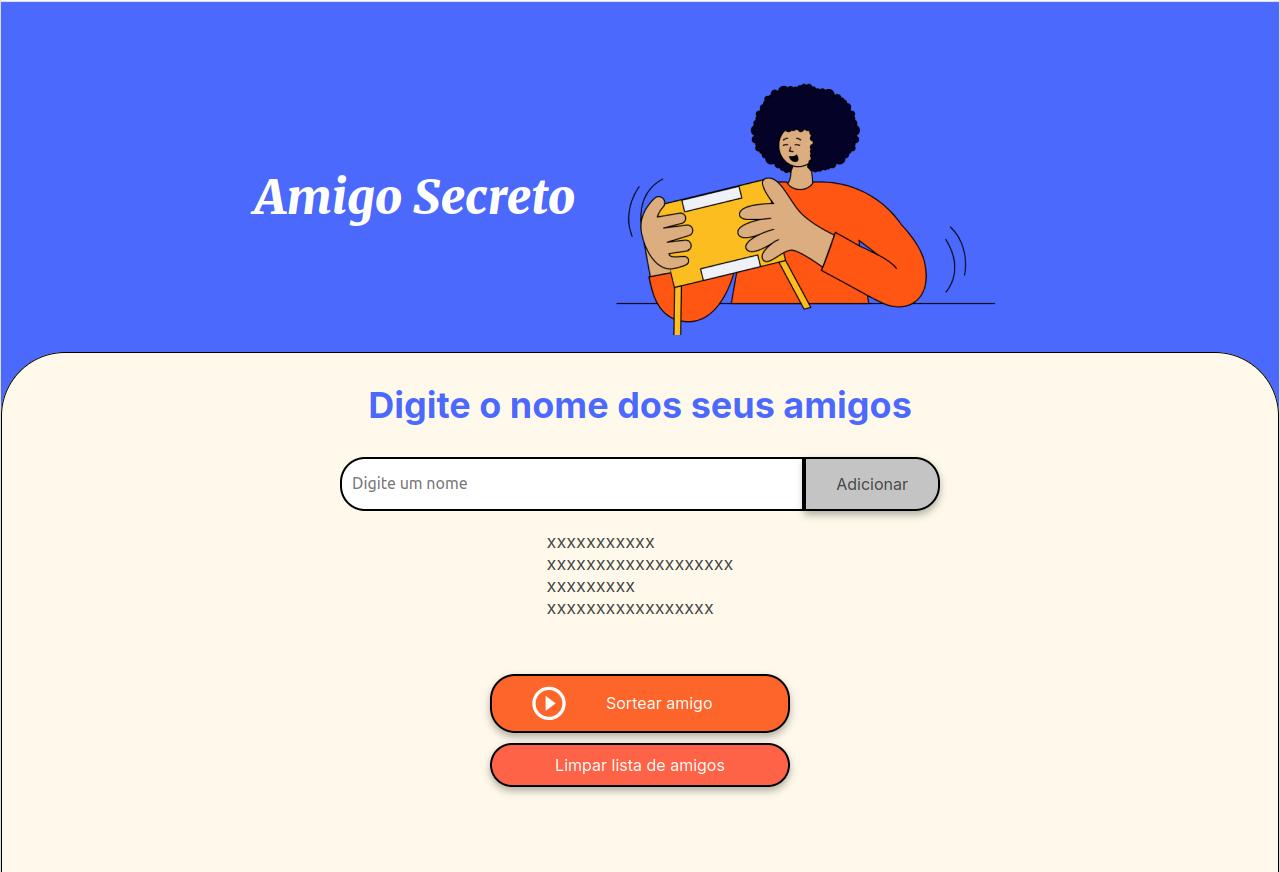 Amigo Secreto
Digite o nome dos seus amigos
Digite um nome
Adicionar
xxxxxxxxxxx
xxxxxxxxxxxxxxxxxxx
xxxxxxxxx
xxxxxxxxxxxxxxxxx
Sortear amigo
Limpar lista de amigos